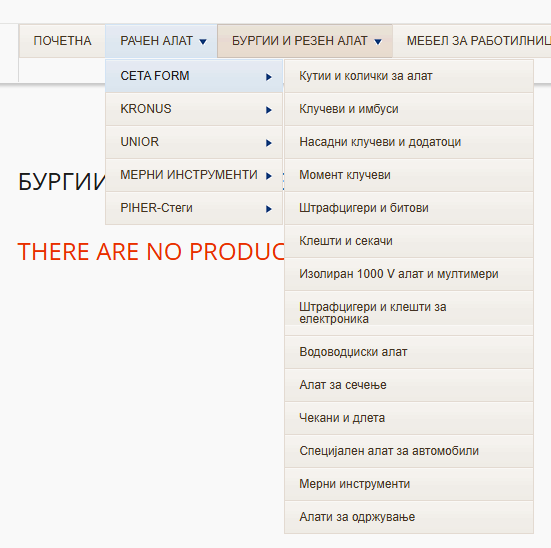 ПОЧЕТНА
РАЧЕН АЛАТ
БУРГИИ И РЕЗЕН АЛАТ
МЕБЕЛ ЗА РАБОТИЛНИЦ
CETA FORM
KRONUS
UNIOR
МЕРНИ ИНСТРУМЕНТИ
PIHER-Стеги
Кутии и колички за алат
Клучеви и имбуси
Насадни клучеви и додатоци
Момент клучеви
Штрафцигери и битови
Клешти и секачи
Изолиран 1000 V алат и мултимери
Штрафцигери и клешти за
електроника
Водоводџиски алат
Алат за сечење
Чекани и длета
Специјален алат за автомобили
Мерни инструменти
Алати за одржување
БУРГИИ
THERE ARE NO PRODUC